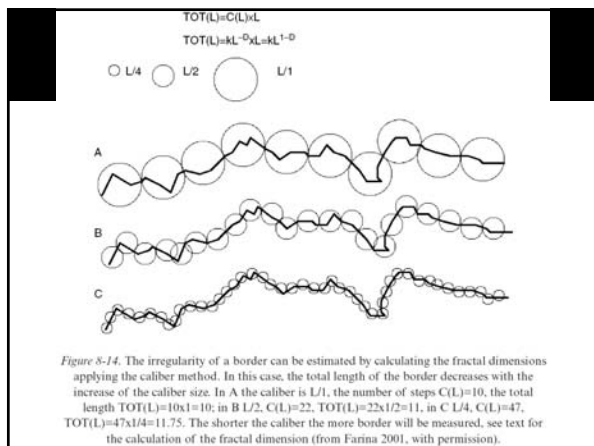 TOT(L)=C(L)xL
TOT(L)=kL⁻ᴰxL=kL¹⁻ᴰ
L/4 L/2 L/1
A
B
C
Figure 8-14. The irregularity of a border can be estimated by calculating the fractal dimensions
applying the caliber method. In this case, the total length of the border decreases with the
increase of the caliber size. In A the caliber is L/1, the number of steps C(L)=10, the total
length TOT(L)=10x1=10; in B L/2, C(L)=22, TOT(L)=22x1/2=11, in C L/4, C(L)=47,
TOT(L)=47x1/4=11.75. The shorter the caliber the more border will be measured, see text for
the calculation of the fractal dimension (from Farina 2001, with permission).